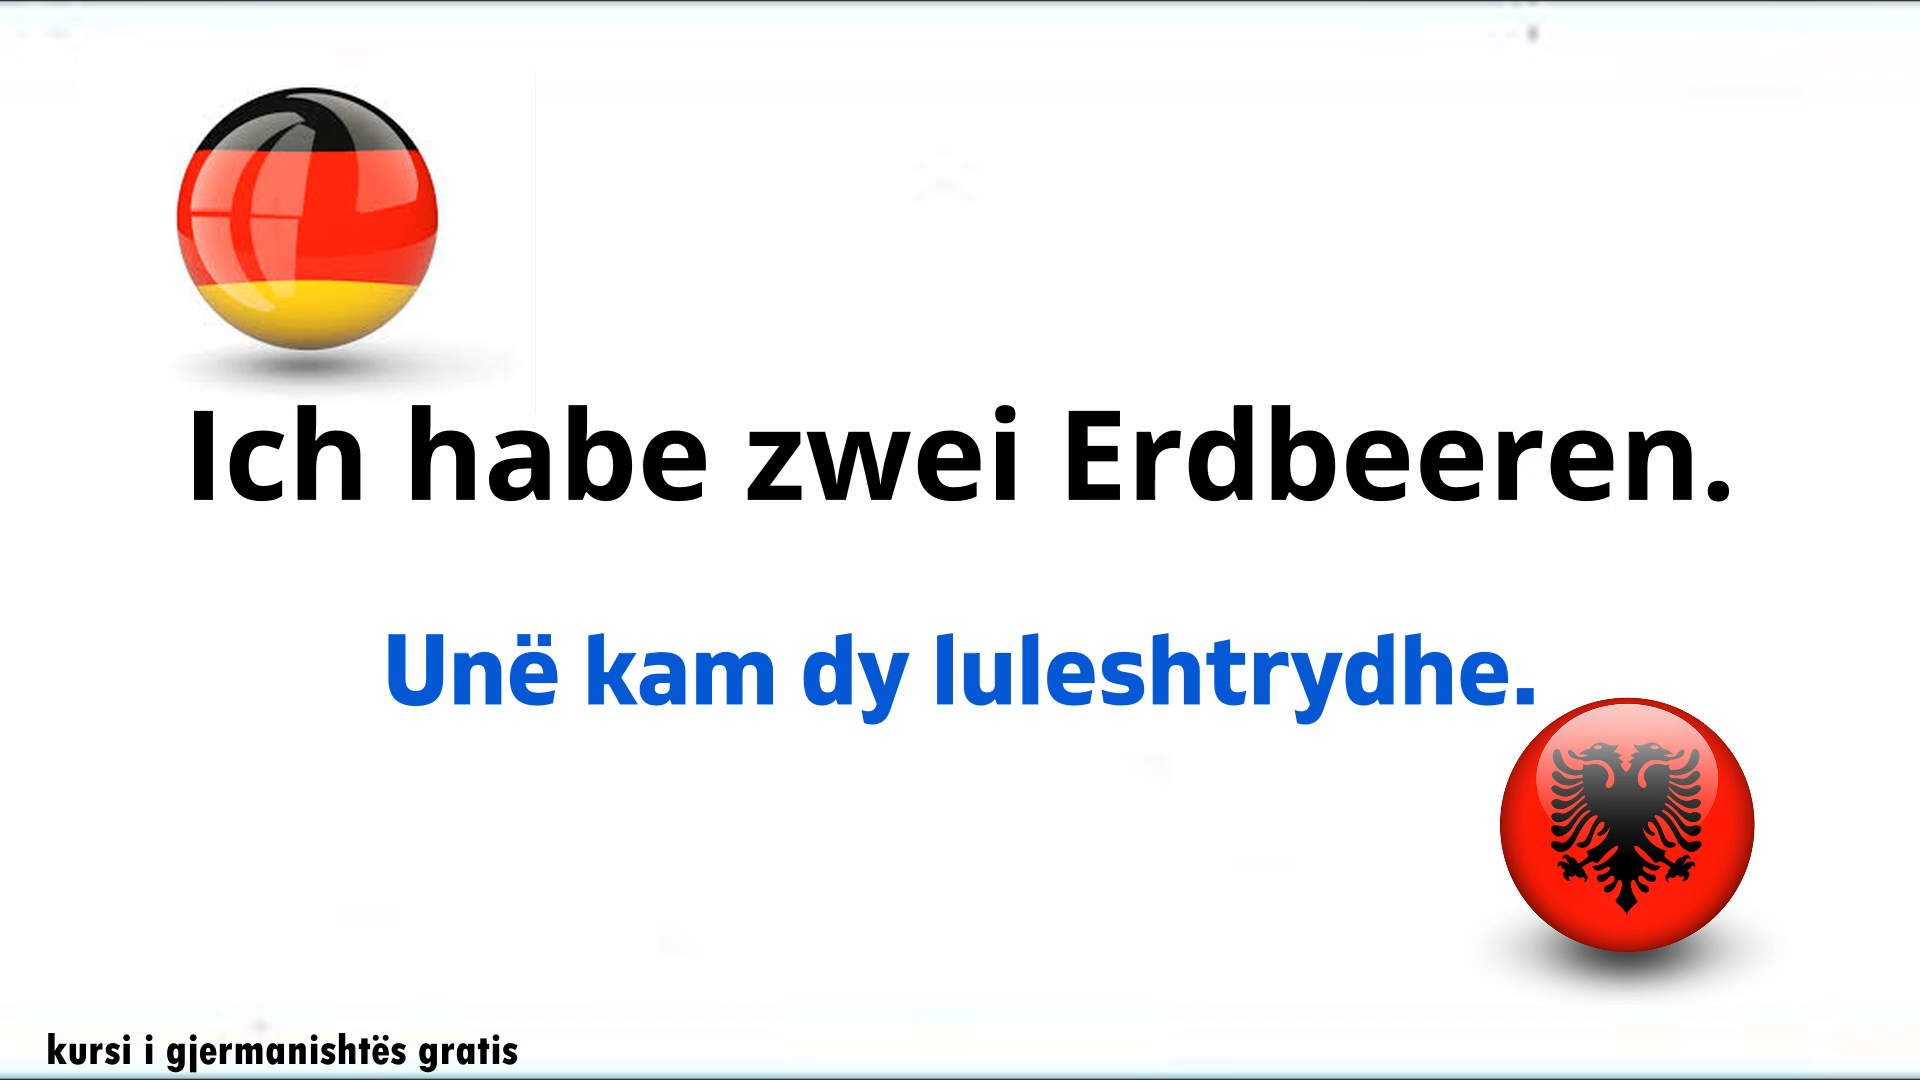 Ich habe zwei Erdbeeren.
Unë kam dy luleshtrydhe.
kursi i gjermanishtës gratis